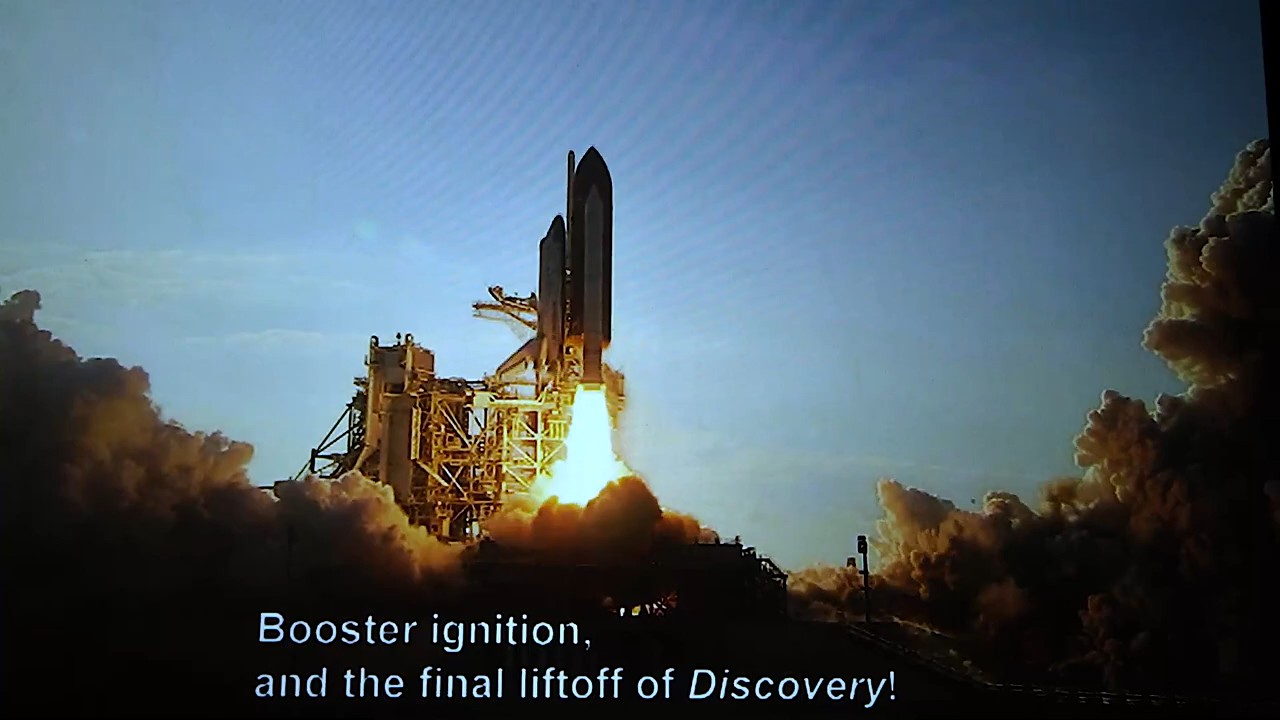 Booster ignition,
and the final liftoff of Discovery!